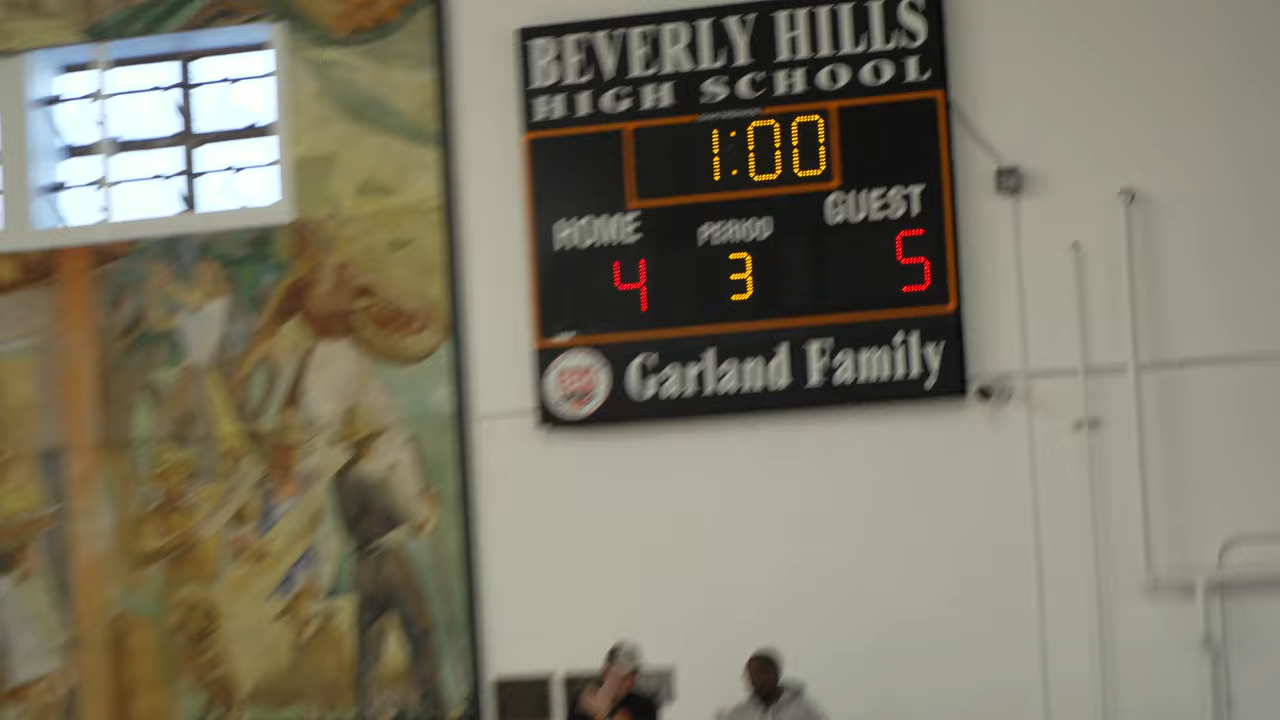 BEVERLY HILLS
HIGH SCHOOL
1:00
HOME PERIOD GUEST
4 3 5
Garland Family